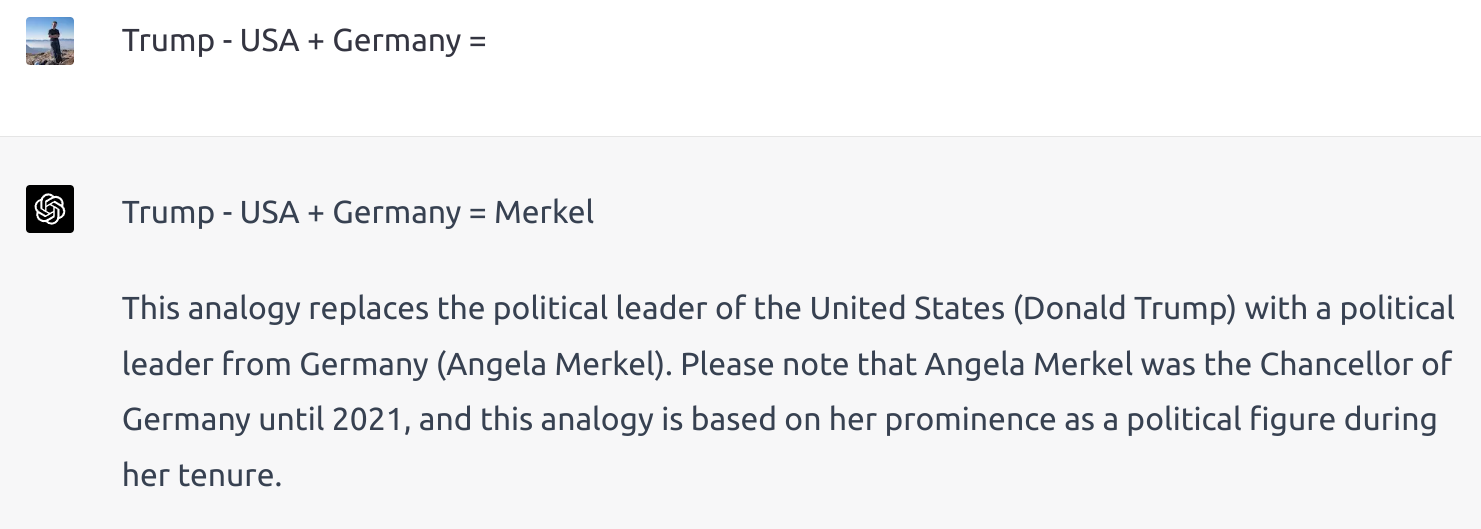 Trump - USA + Germany =
Trump - USA + Germany = Merkel
This analogy replaces the political leader of the United States (Donald Trump) with a political
leader from Germany (Angela Merkel). Please note that Angela Merkel was the Chancellor of
Germany until 2021, and this analogy is based on her prominence as a political figure during
her tenure.